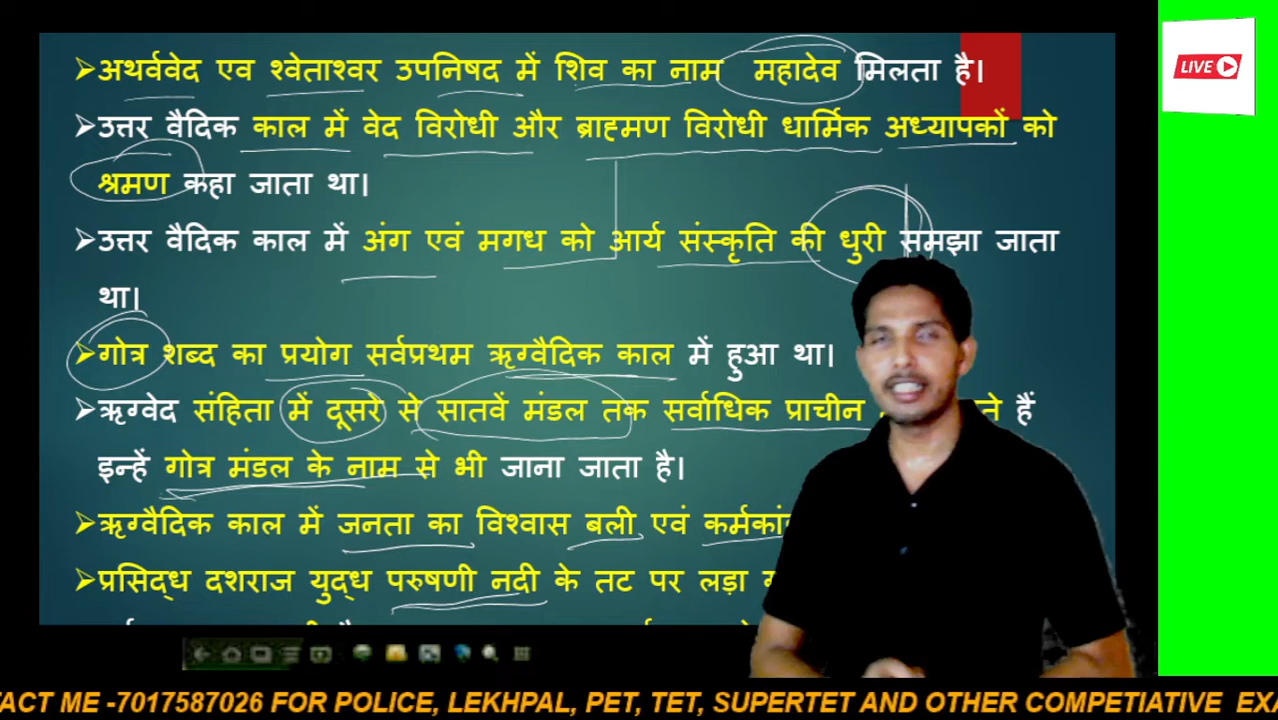 ➢अथर्ववेद एव श्वेताश्वर उपनिषद में शिव का नाम महादेव मिलता है।
➢उत्तर वैदिक काल में वेद विरोधी और ब्राह्मण विरोधी धार्मिक अध्यापकों को
श्रमण कहा जाता था।
➢उत्तर वैदिक काल में अंग एवं मगध को आर्य संस्कृति की धुरी समझा जाता
था।
➢गोत्र शब्द का प्रयोग सर्वप्रथम ऋग्वैदिक काल में हुआ था।
➢ऋग्वेद संहिता में दूसरे से सातवें मंडल तक सर्वाधिक प्राचीन हैं
इन्हें गोत्र मंडल के नाम से भी जाना जाता है।
➢ऋग्वैदिक काल में जनता का विश्वास बली एवं
➢प्रसिद्ध दशराज युद्ध परुषणी नदी के तट पर लड़ा
LIVE
TACT ME -7017587026 FOR POLICE, LEKHPAL, PET, TET, SUPERTET AND OTHER COMPETIATIVE EXA